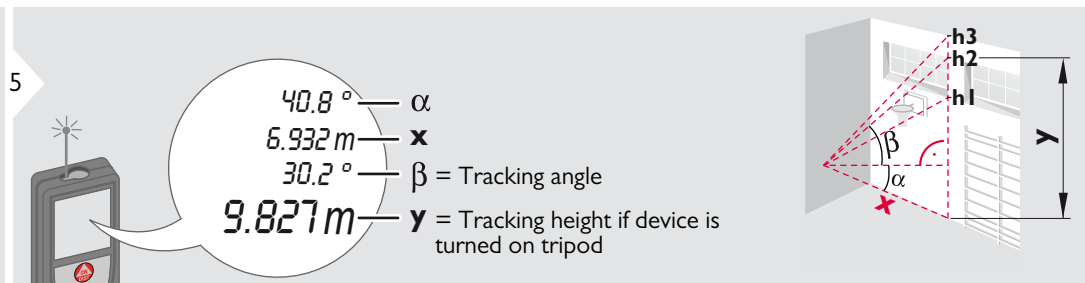 5
40.8 ° α
6.932 m x
30.2 ° β = Tracking angle
9.827 m y = Tracking height if device is
turned on tripod
h3
h2
h1
β
α
x
y